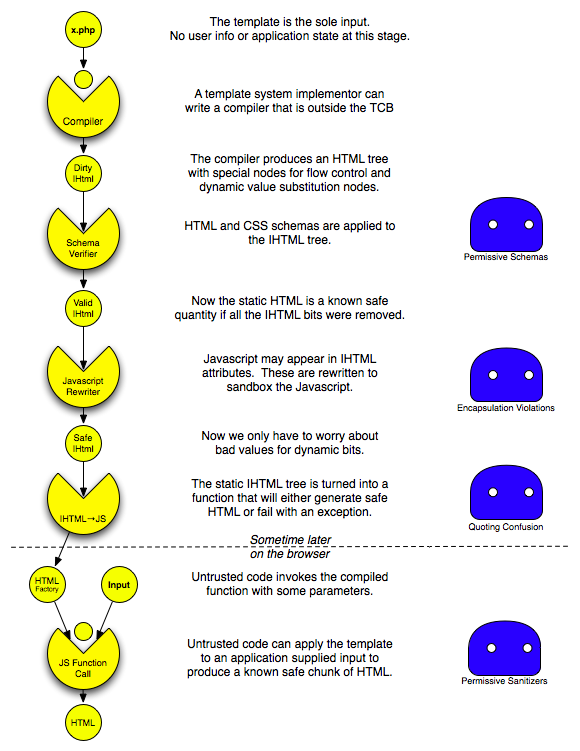 x.php
The template is the sole input.
No user info or application state at this stage.
Compiler
A template system implementor can
write a compiler that is outside the TCB
Dirty
IHtml
The compiler produces an HTML tree
with special nodes for flow control and
dynamic value substitution nodes.
Schema
Verifier
HTML and CSS schemas are applied to
the IHTML tree.
Permissive Schemas
Valid
IHtml
Now the static HTML is a known safe
quantity if all the IHTML bits were removed.
Javascript
Rewriter
Javascript may appear in IHTML
attributes. These are rewritten to
sandbox the Javascript.
Encapsulation Violations
Safe
IHtml
Now we only have to worry about
bad values for dynamic bits.
IHTML→JS
The static IHTML tree is turned into a
function that will either generate safe
HTML or fail with an exception.
Quoting Confusion
Sometime later
on the browser
HTML
Factory
Input
Untrusted code invokes the compiled
function with some parameters.
JS Function
Call
Untrusted code can apply the template
to an application supplied input to
produce a known safe chunk of HTML.
Permissive Sanitizers
HTML